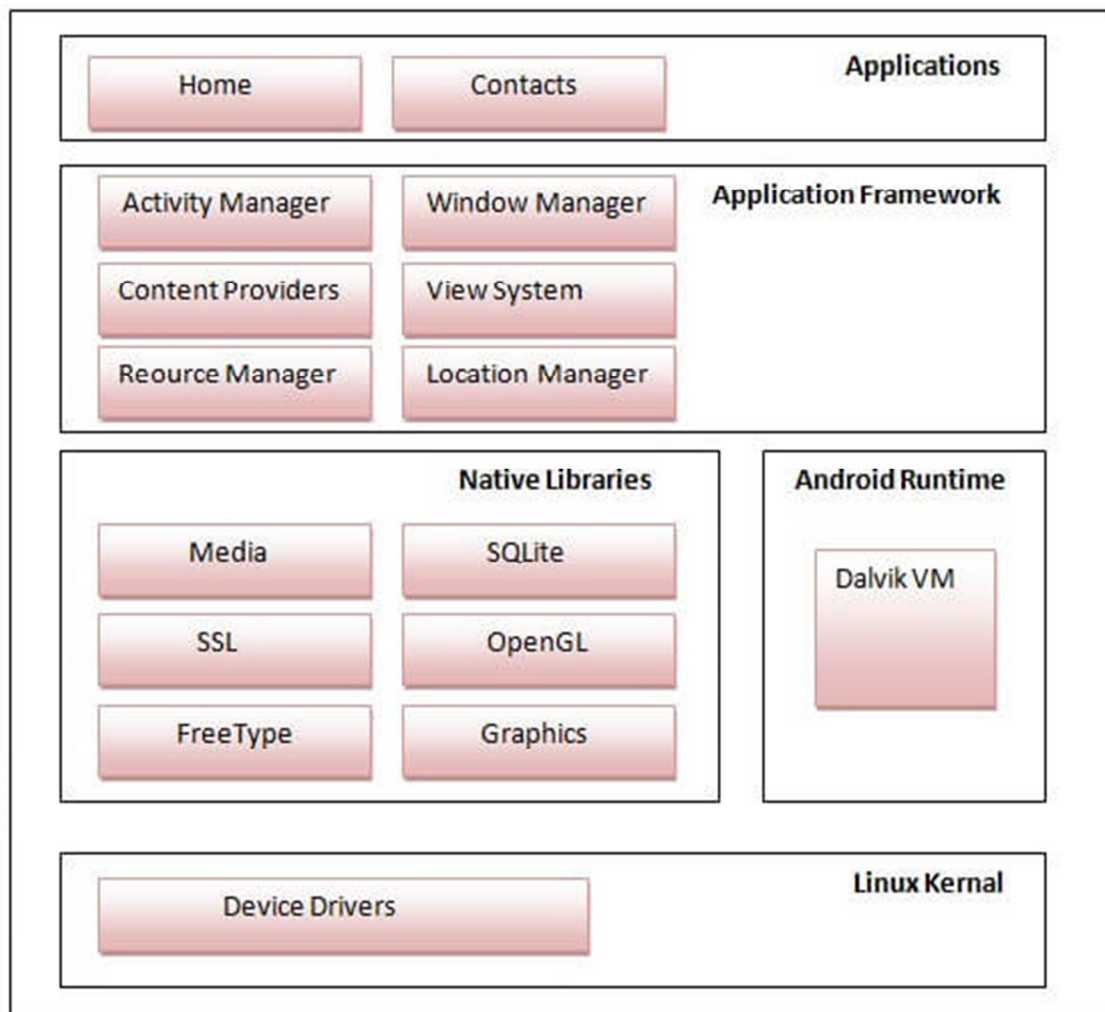 Applications
Home
Contacts
Application Framework
Activity Manager
Window Manager
Content Providers
View System
Reource Manager
Location Manager
Native Libraries
Media
SQLite
SSL
OpenGL
FreeType
Graphics
Android Runtime
Dalvik VM
Linux Kernal
Device Drivers